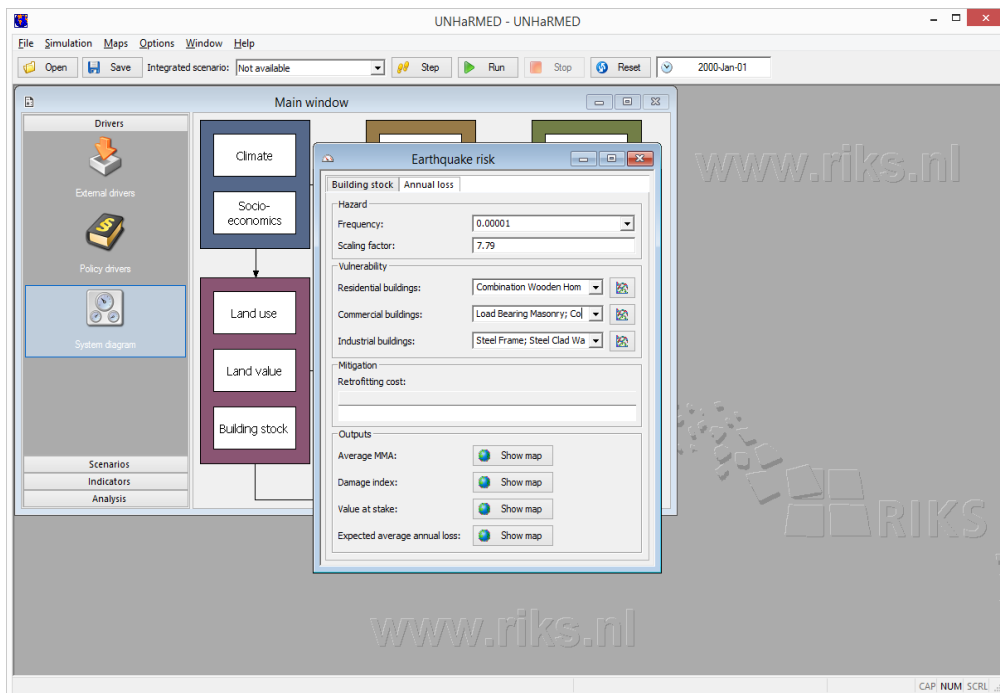 UNHaRMED - UNHaRMED
File Simulation Maps Options Window Help
Open Save Integrated scenario: Not available Step Run Stop Reset 2000-Jan-01
Main window
Drivers
External drivers
Policy drivers
System diagram
Scenarios
Indicators
Analysis
Climate
Socio-
economics
Land use
Land value
Building stock
Earthquake risk
Building stock Annual loss
Hazard
Frequency: 0.00001
Scaling factor: 7.79
Vulnerability
Residential buildings: Combination Wooden Hom
Commercial buildings: Load Bearing Masonry; Co
Industrial buildings: Steel Frame; Steel Clad Wa
Mitigation
Retrofitting cost:
Outputs
Average MMA: Show map
Damage index: Show map
Value at stake: Show map
Expected average annual loss: Show map
www.riks.nl
RIKS
www.riks.nl
CAP NUM SCRL